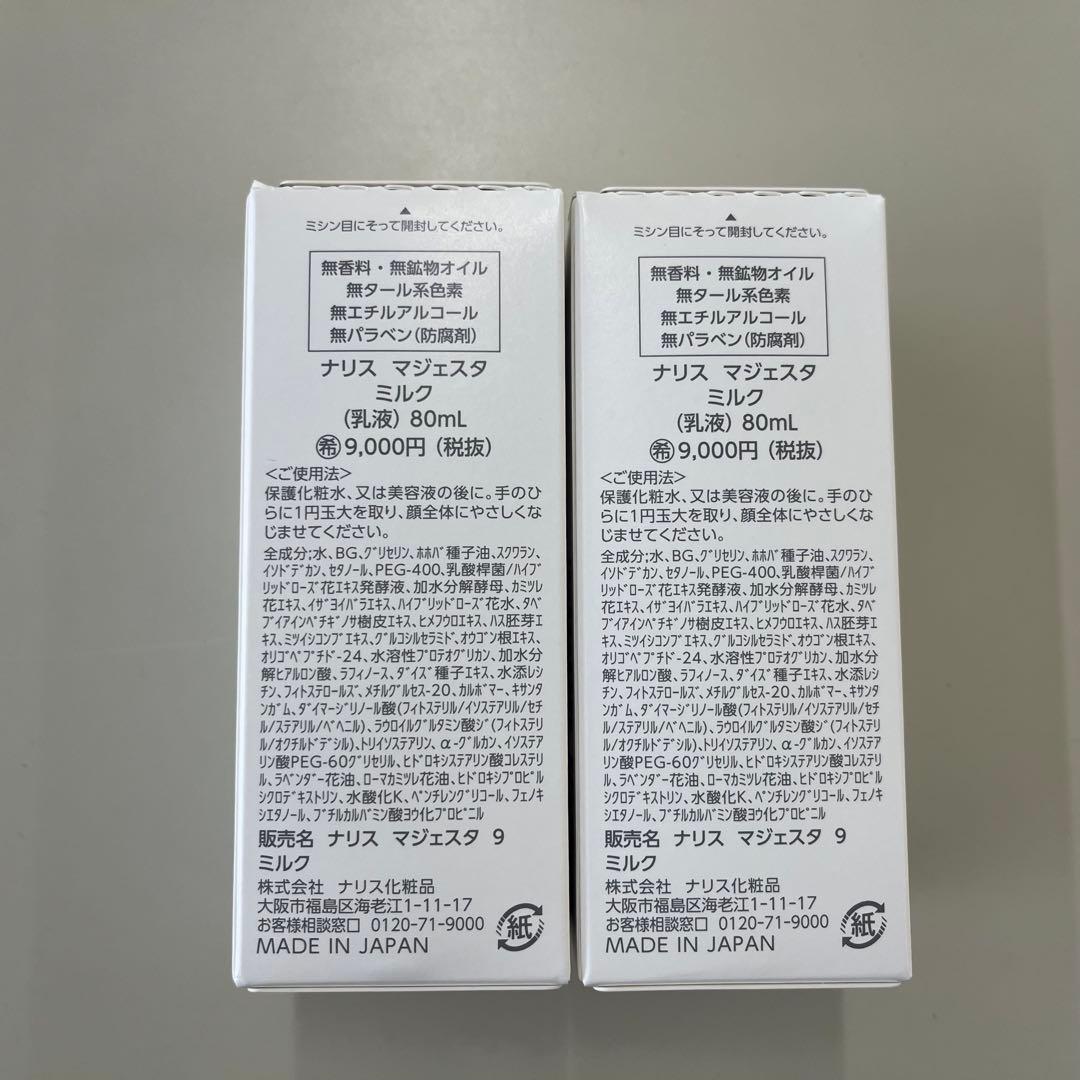 ミシン目にそって開封してください。
無香料・無鉱物オイル
無タール系色素
無エチルアルコール
無パラベン(防腐剤)
ナリス マジェスタ
ミルク
(乳液) 80mL
㊤希9,000円 (税抜)
<ご使用法>
保護化粧水、又は美容液の後に。手のひ
らに1円玉大を取り、顔全体にやさしくな
じませてください。
全成分;水、BG、グリセリン、ホホバ種子油、スクワラン、
イソドデカン、セタノール、PEG-400、乳酸桿菌/ハイブ
リッドローズ花エキス発酵液、加水分解酵母、カミツレ
花エキス、イザヨイバラエキス、ハイブリッドローズ花水、タベ
ブイアインペチギノサ樹皮エキス、ヒメフウロエキス、ハス胚芽エ
キス、ミツイシコンブエキス、グルコシルセラミド、オウゴン根エキス、
オリゴペプチド-24、水溶性プロテオグリカン、加水分
解ヒアルロン酸、ラフィノース、ダイズ種子エキス、水添レシ
チン、フィトステロールズ、メチルグルセス-20、カルボマー、キサンタ
ンガム、ダイマージリノール酸(フィトステリル/イソステアリル/セチ
ル/ステアリル/ベヘニル)、ラウロイルグルタミン酸ジ(フィトステリ
ル/オクチルドデシル)、トリイソステアリン、α-グルカン、イソステア
リン酸PEG-60グリセリル、ヒドロキシステアリン酸コレステリ
ル、ラベンダー花油、ローマカミツレ花油、ヒドロキシプロピル
シクロデキストリン、水酸化K、ペンチレングリコール、フェノキ
シエタノール、ブチルカルバミン酸ヨウ化プロピニル
販売名 ナリス マジェスタ 9
ミルク
株式会社 ナリス化粧品
大阪市福島区海老江1-11-17
お客様相談窓口 0120-71-9000
MADE IN JAPAN
紙
ミシン目にそって開封してください。
無香料・無鉱物オイル
無タール系色素
無エチルアルコール
無パラベン(防腐剤)
ナリス マジェスタ
ミルク
(乳液) 80mL
希9,000円 (税抜)
<ご使用法>
保護化粧水、又は美容液の後に。手のひ
らに1円玉大を取り、顔全体にやさしくな
じませてください。
全成分;水、BG、グリセリン、ホホバ種子油、スクワラン、
イソドデカン、セタノール、PEG-400、乳酸桿菌/ハイブ
リッドローズ花エキス発酵液、加水分解酵母、カミツレ
花エキス、イザヨイバラエキス、ハイブリッドローズ花水、タベ
ブイアインペチギノサ樹皮エキス、ヒメフウロエキス、ハス胚芽エ
キス、ミツイシコンブエキス、グルコシルセラミド、オウゴン根エキス、
オリゴペプチド-24、水溶性プロテオグリカン、加水分
解ヒアルロン酸、ラフィノース、ダイズ種子エキス、水添レシ
チン、フィトステロールズ、メチルグルセス-20、カルボマー、キサンタ
ンガム、ダイマージリノール酸(フィトステリル/イソステアリル/セチ
ル/ステアリル/ベヘニル)、ラウロイルグルタミン酸ジ(フィトステリ
ル/オクチルドデシル)、トリイソステアリン、α-グルカン、イソステア
リン酸PEG-60グリセリル、ヒドロキシステアリン酸コレステリ
ル、ラベンダー花油、ローマカミツレ花油、ヒドロキシプロピル
シクロデキストリン、水酸化K、ペンチレングリコール、フェノキ
シエタノール、ブチルカルバミン酸ヨウ化プロピニル
販売名 ナリス マジェスタ 9
ミルク
株式会社 ナリス化粧品
大阪市福島区海老江1-11-17
お客様相談窓口 0120-71-9000
MADE IN JAPAN
紙